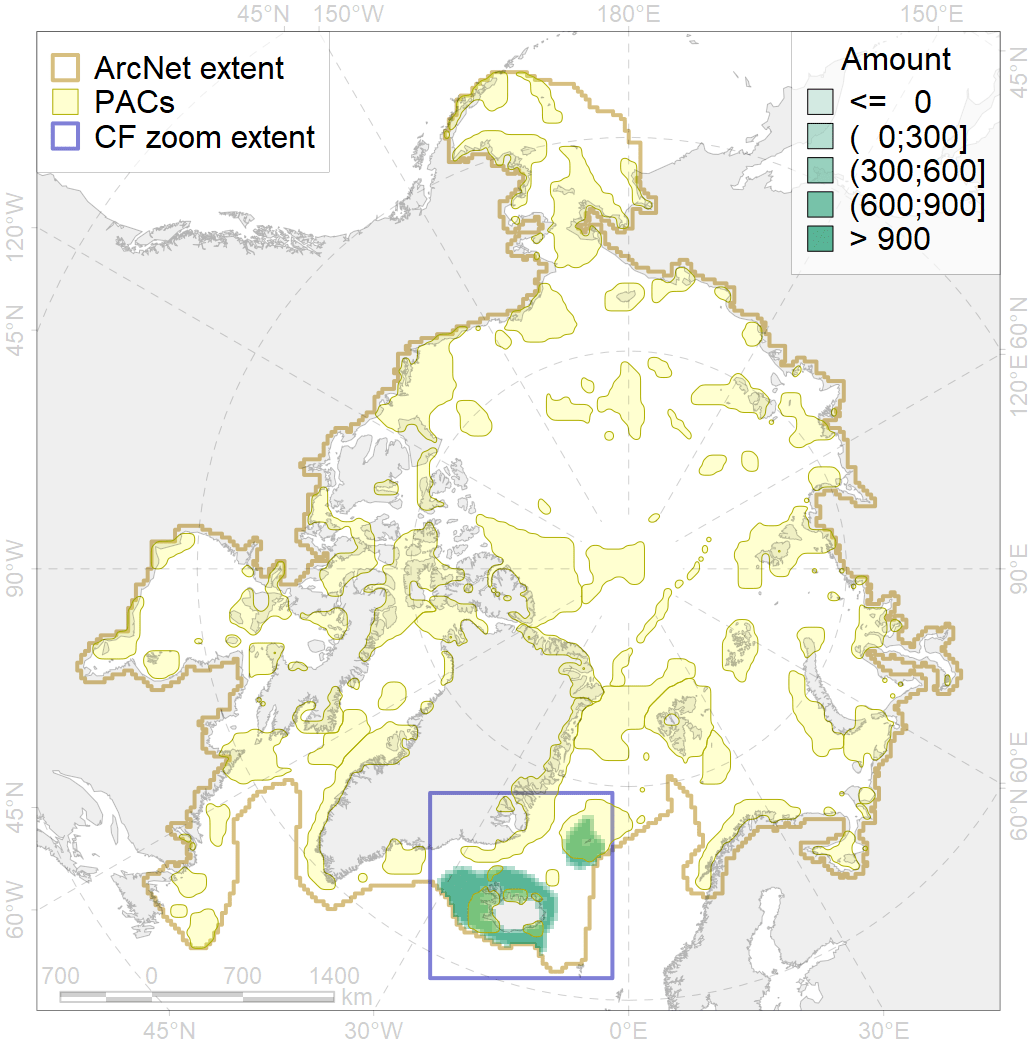 45°N 150°W 180°E 150°E
ArcNet extent
PACs
CF zoom extent
Amount
<= 0
( 0;300]
(300;600]
(600;900]
> 900
45°N
120°W
60°N
45°N
120°E
90°W
90°E
60°E
45°N
60°N
60°W
700 0 700 1400
km
45°N 30°W 0°E 30°E